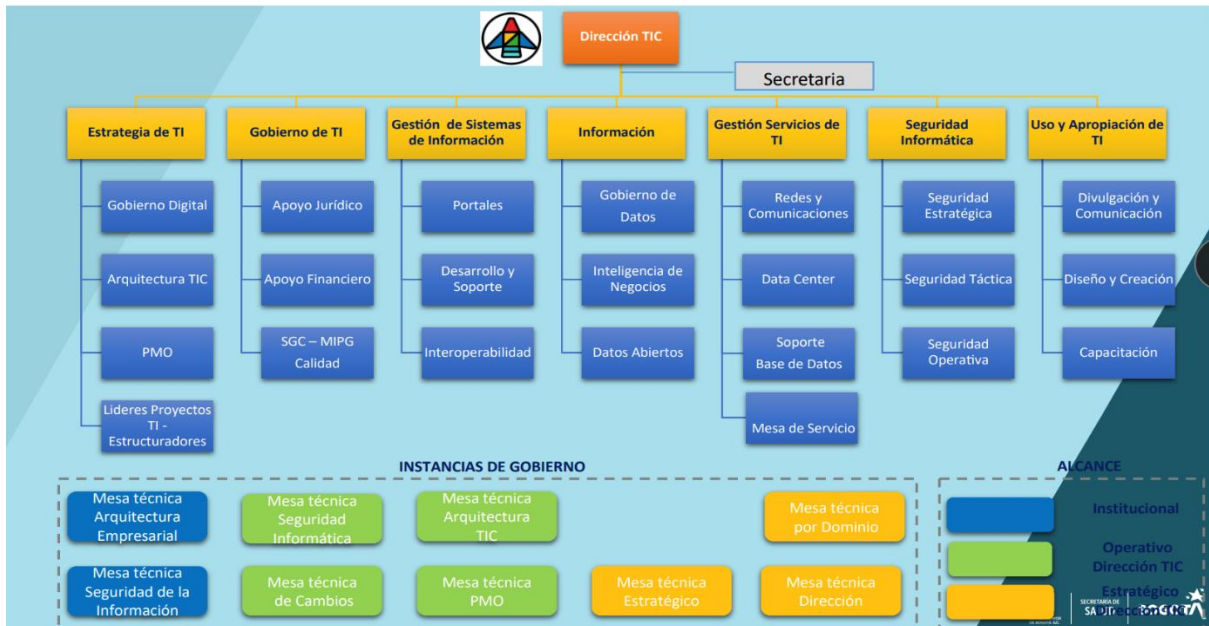 Dirección TIC
Secretaria
Estrategia de TI
Gobierno de TI
Gestión de Sistemas
de Información
Información
Gestión Servicios de
TI
Seguridad
Informática
Uso y Apropiación de
TI
Gobierno Digital
Apoyo Jurídico
Portales
Gobierno de
Datos
Redes y
Comunicaciones
Seguridad
Estratégica
Divulgación y
Comunicación
Arquitectura TIC
Apoyo Financiero
Desarrollo y
Soporte
Inteligencia de
Negocios
Data Center
Seguridad Táctica
Diseño y Creación
PMO
SGC – MIPG
Calidad
Interoperabilidad
Datos Abiertos
Soporte
Base de Datos
Seguridad
Operativa
Capacitación
Lideres Proyectos
TI -
Estructuradores
Mesa de Servicio
INSTANCIAS DE GOBIERNO
Mesa técnica
Arquitectura
Empresarial
Mesa técnica
Seguridad
Informática
Mesa técnica
Arquitectura
TIC
Mesa técnica
por Dominio
Mesa técnica
Seguridad de la
Información
Mesa técnica
de Cambios
Mesa técnica
PMO
Mesa técnica
Estratégico
Mesa técnica
Dirección
ALCANCE
Institucional
Operativo
Dirección TIC
Estratégico
Dirección TIC
SECRETARÍA DE
SALUD
BOGOTÁ